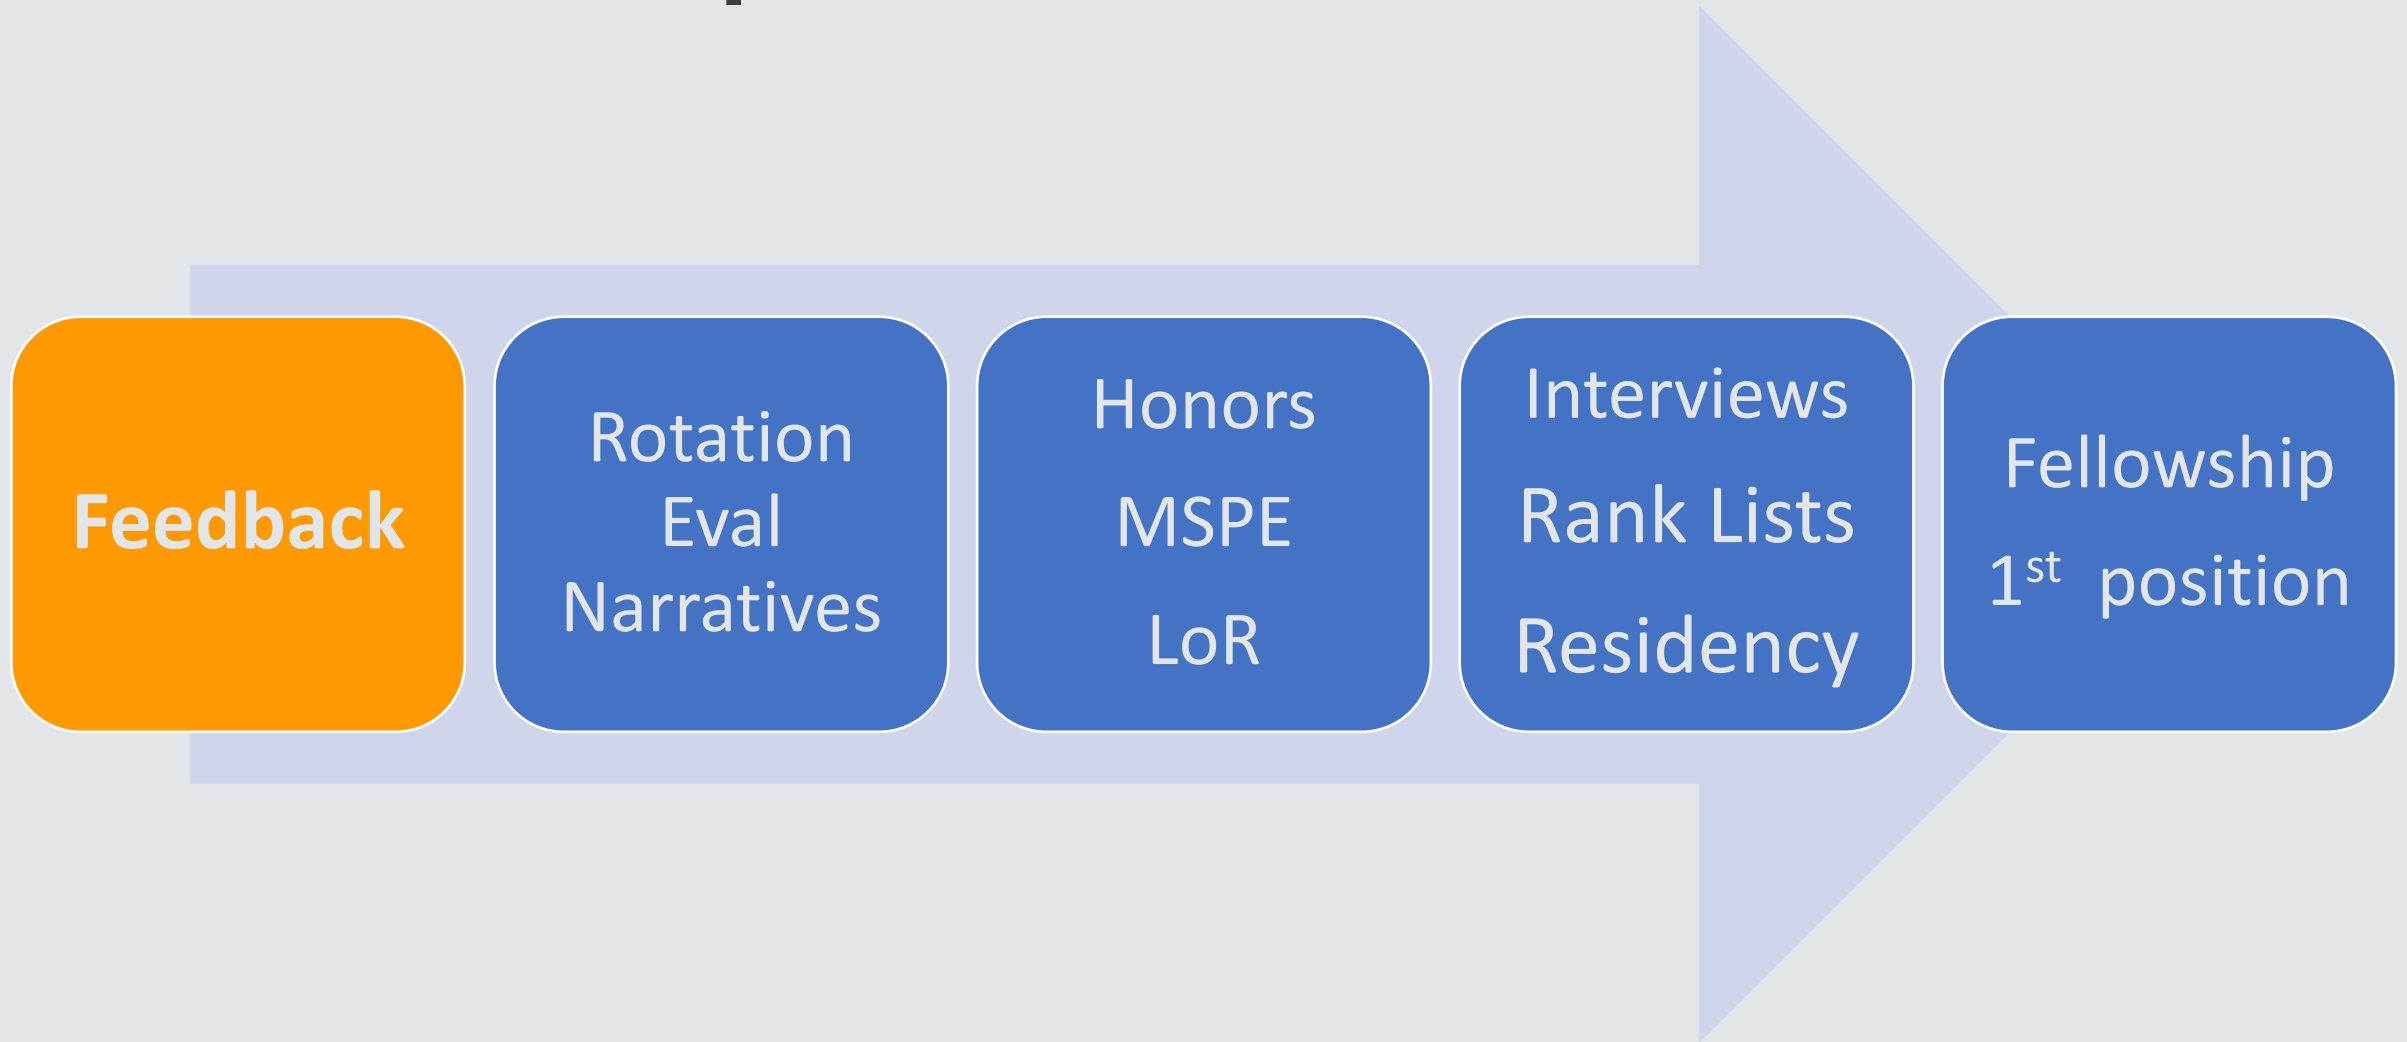 Feedback
Rotation
Eval
Narratives
Honors
MSPE
LoR
Interviews
Rank Lists
Residency
Fellowship
1st position